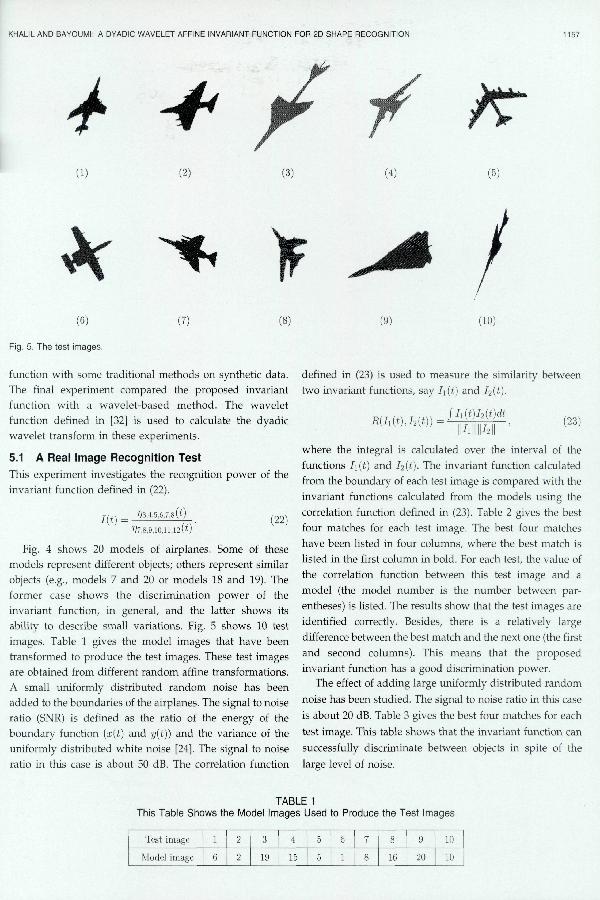 KHALIL AND BAYOUMI: A DYADIC WAVELET AFFINE INVARIANT FUNCTION FOR 2D SHAPE RECOGNITION 1157
(1) (2) (3) (4) (5)
(6) (7) (8) (9) (10)
Fig. 5. The test images.
function with some traditional methods on synthetic data.
The final experiment compared the proposed invariant
function with a wavelet-based method. The wavelet
function defined in [32] is used to calculate the dyadic
wavelet transform in these experiments.
5.1 A Real Image Recognition Test
This experiment investigates the recognition power of the
invariant function defined in (22).
I(t) = η3,4,5,6,7,8(t) / η7,8,9,10,11,12(t) . (22)
Fig. 4 shows 20 models of airplanes. Some of these
models represent different objects; others represent similar
objects (e.g., models 7 and 20 or models 18 and 19). The
former case shows the discrimination power of the
invariant function, in general, and the latter shows its
ability to describe small variations. Fig. 5 shows 10 test
images. Table 1 gives the model images that have been
transformed to produce the test images. These test images
are obtained from different random affine transformations.
A small uniformly distributed random noise has been
added to the boundaries of the airplanes. The signal to noise
ratio (SNR) is defined as the ratio of the energy of the
boundary function (x(t) and y(t)) and the variance of the
uniformly distributed white noise [24]. The signal to noise
ratio in this case is about 50 dB. The correlation function
defined in (23) is used to measure the similarity between
two invariant functions, say I1(t) and I2(t).
R(I1(t), I2(t)) = ∫ I1(t)I2(t)dt / ‖I1‖‖I2‖ , (23)
where the integral is calculated over the interval of the
functions I1(t) and I2(t). The invariant function calculated
from the boundary of each test image is compared with the
invariant functions calculated from the models using the
correlation function defined in (23). Table 2 gives the best
four matches for each test image. The best four matches
have been listed in four columns, where the best match is
listed in the first column in bold. For each test, the value of
the correlation function between this test image and a
model (the model number is the number between par-
entheses) is listed. The results show that the test images are
identified correctly. Besides, there is a relatively large
difference between the best match and the next one (the first
and second columns). This means that the proposed
invariant function has a good discrimination power.
The effect of adding large uniformly distributed random
noise has been studied. The signal to noise ratio in this case
is about 20 dB. Table 3 gives the best four matches for each
test image. This table shows that the invariant function can
successfully discriminate between objects in spite of the
large level of noise.
TABLE 1
This Table Shows the Model Images Used to Produce the Test Images
Test image 1 2 3 4 5 6 7 8 9 10
Model image 6 2 19 15 5 1 8 16 20 10